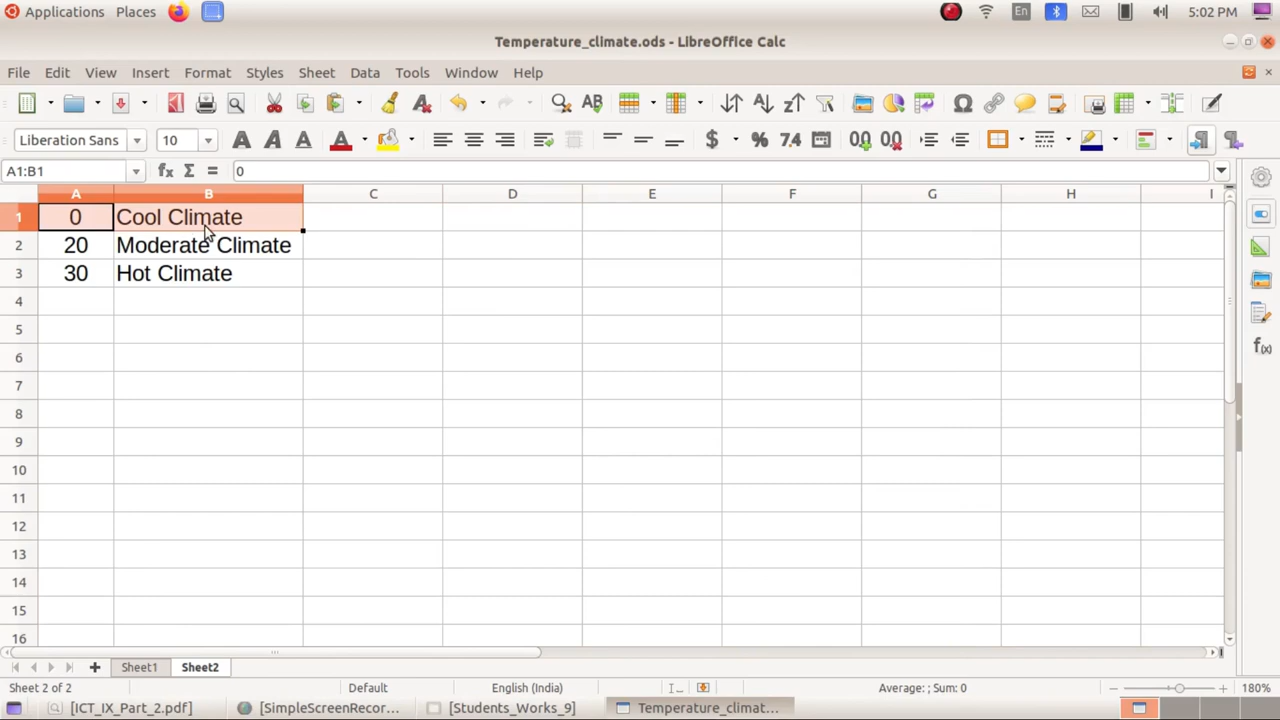 Applications Places En 5:02 PM
Temperature_climate.ods - LibreOffice Calc
File Edit View Insert Format Styles Sheet Data Tools Window Help
Liberation Sans 10 $ % 7.4
A1:B1 0
A B C D E F G H I
1 0 Cool Climate
2 20 Moderate Climate
3 30 Hot Climate
4
5
6
7
8
9
10
11
12
13
14
15
16
Sheet1 Sheet2
Sheet 2 of 2 Default English (India) Average: ; Sum: 0 180%
[ICT_IX_Part_2.pdf] [SimpleScreenRecor... [Students_Works_9] Temperature_climat...